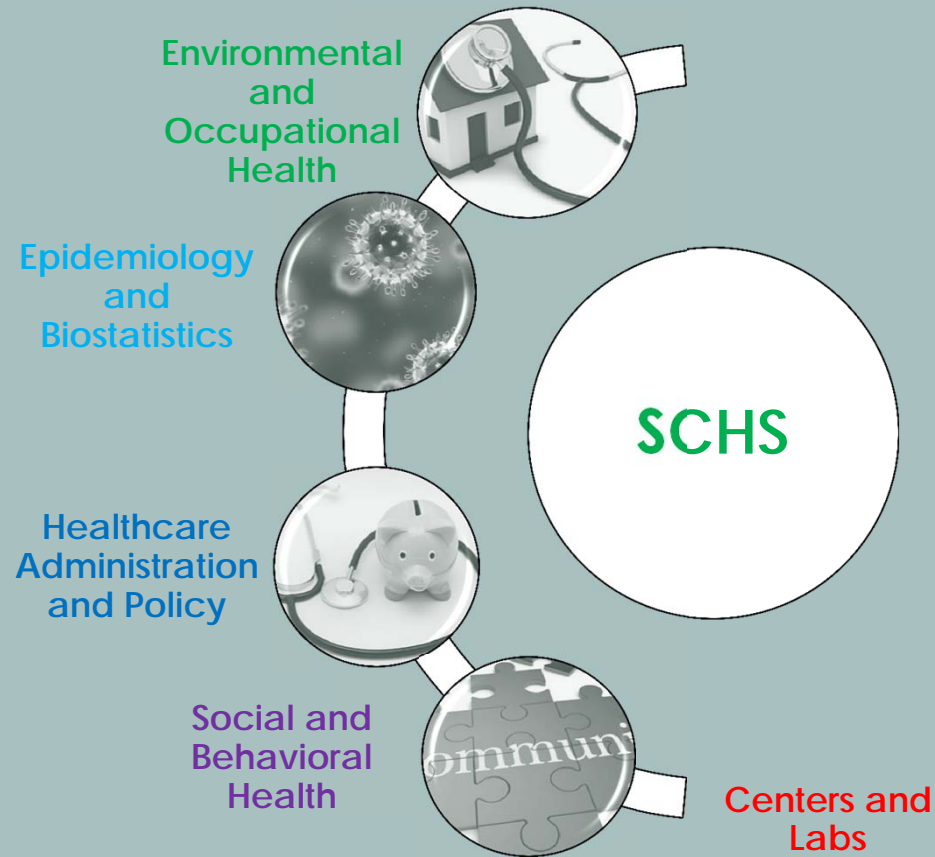 Environmental
and
Occupational
Health
Epidemiology
and
Biostatistics
SCHS
Healthcare
Administration
and Policy
Social and
Behavioral
Health
ommuni
Centers and
Labs